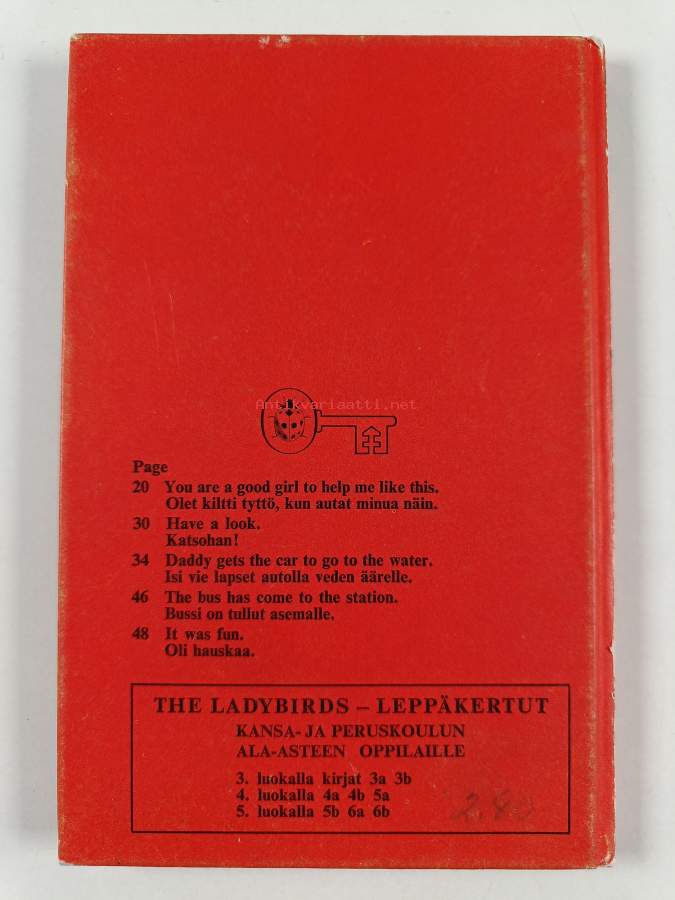 Antikvariaatti.net
Page
20 You are a good girl to help me like this.
Olet kiltti tyttö, kun autat minua näin.
30 Have a look.
Katsohan!
34 Daddy gets the car to go to the water.
Isi vie lapset autolla veden äärelle.
46 The bus has come to the station.
Bussi on tullut asemalle.
48 It was fun.
Oli hauskaa.
THE LADYBIRDS – LEPPÄKERTUT
KANSA- JA PERUSKOULUN
ALA-ASTEEN OPPILAILLE
3. luokalla kirjat 3a 3b
4. luokalla 4a 4b 5a
5. luokalla 5b 6a 6b